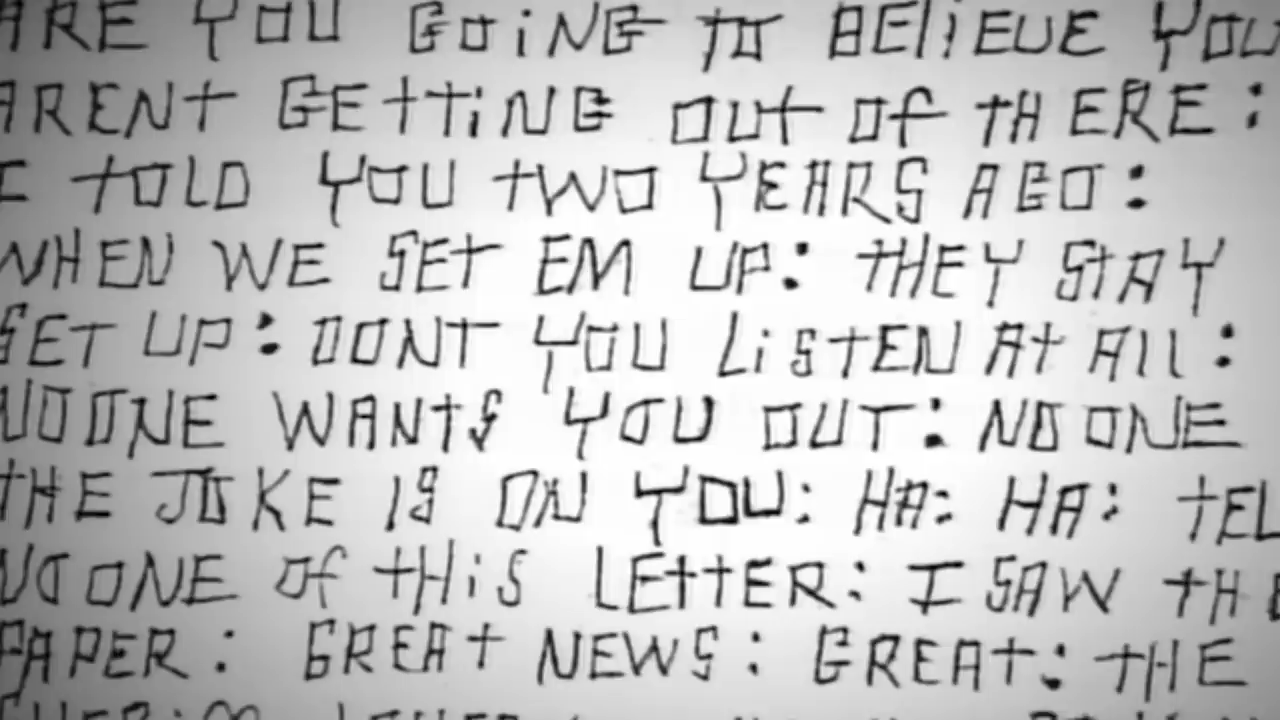 ARE YOU GOING TO BELIEVE YOU
ARENT GETTING OUT OF THERE:
I TOLD YOU TWO YEARS AGO:
WHEN WE SET EM UP: THEY STAY
SET UP: DONT YOU LISTEN AT ALL:
NOONE WANTS YOU OUT: NOONE
THE JOKE IS ON YOU: HA: HA: TEL
NOONE OF THIS LETTER: I SAW THE
PAPER: GREAT NEWS: GREAT: THE